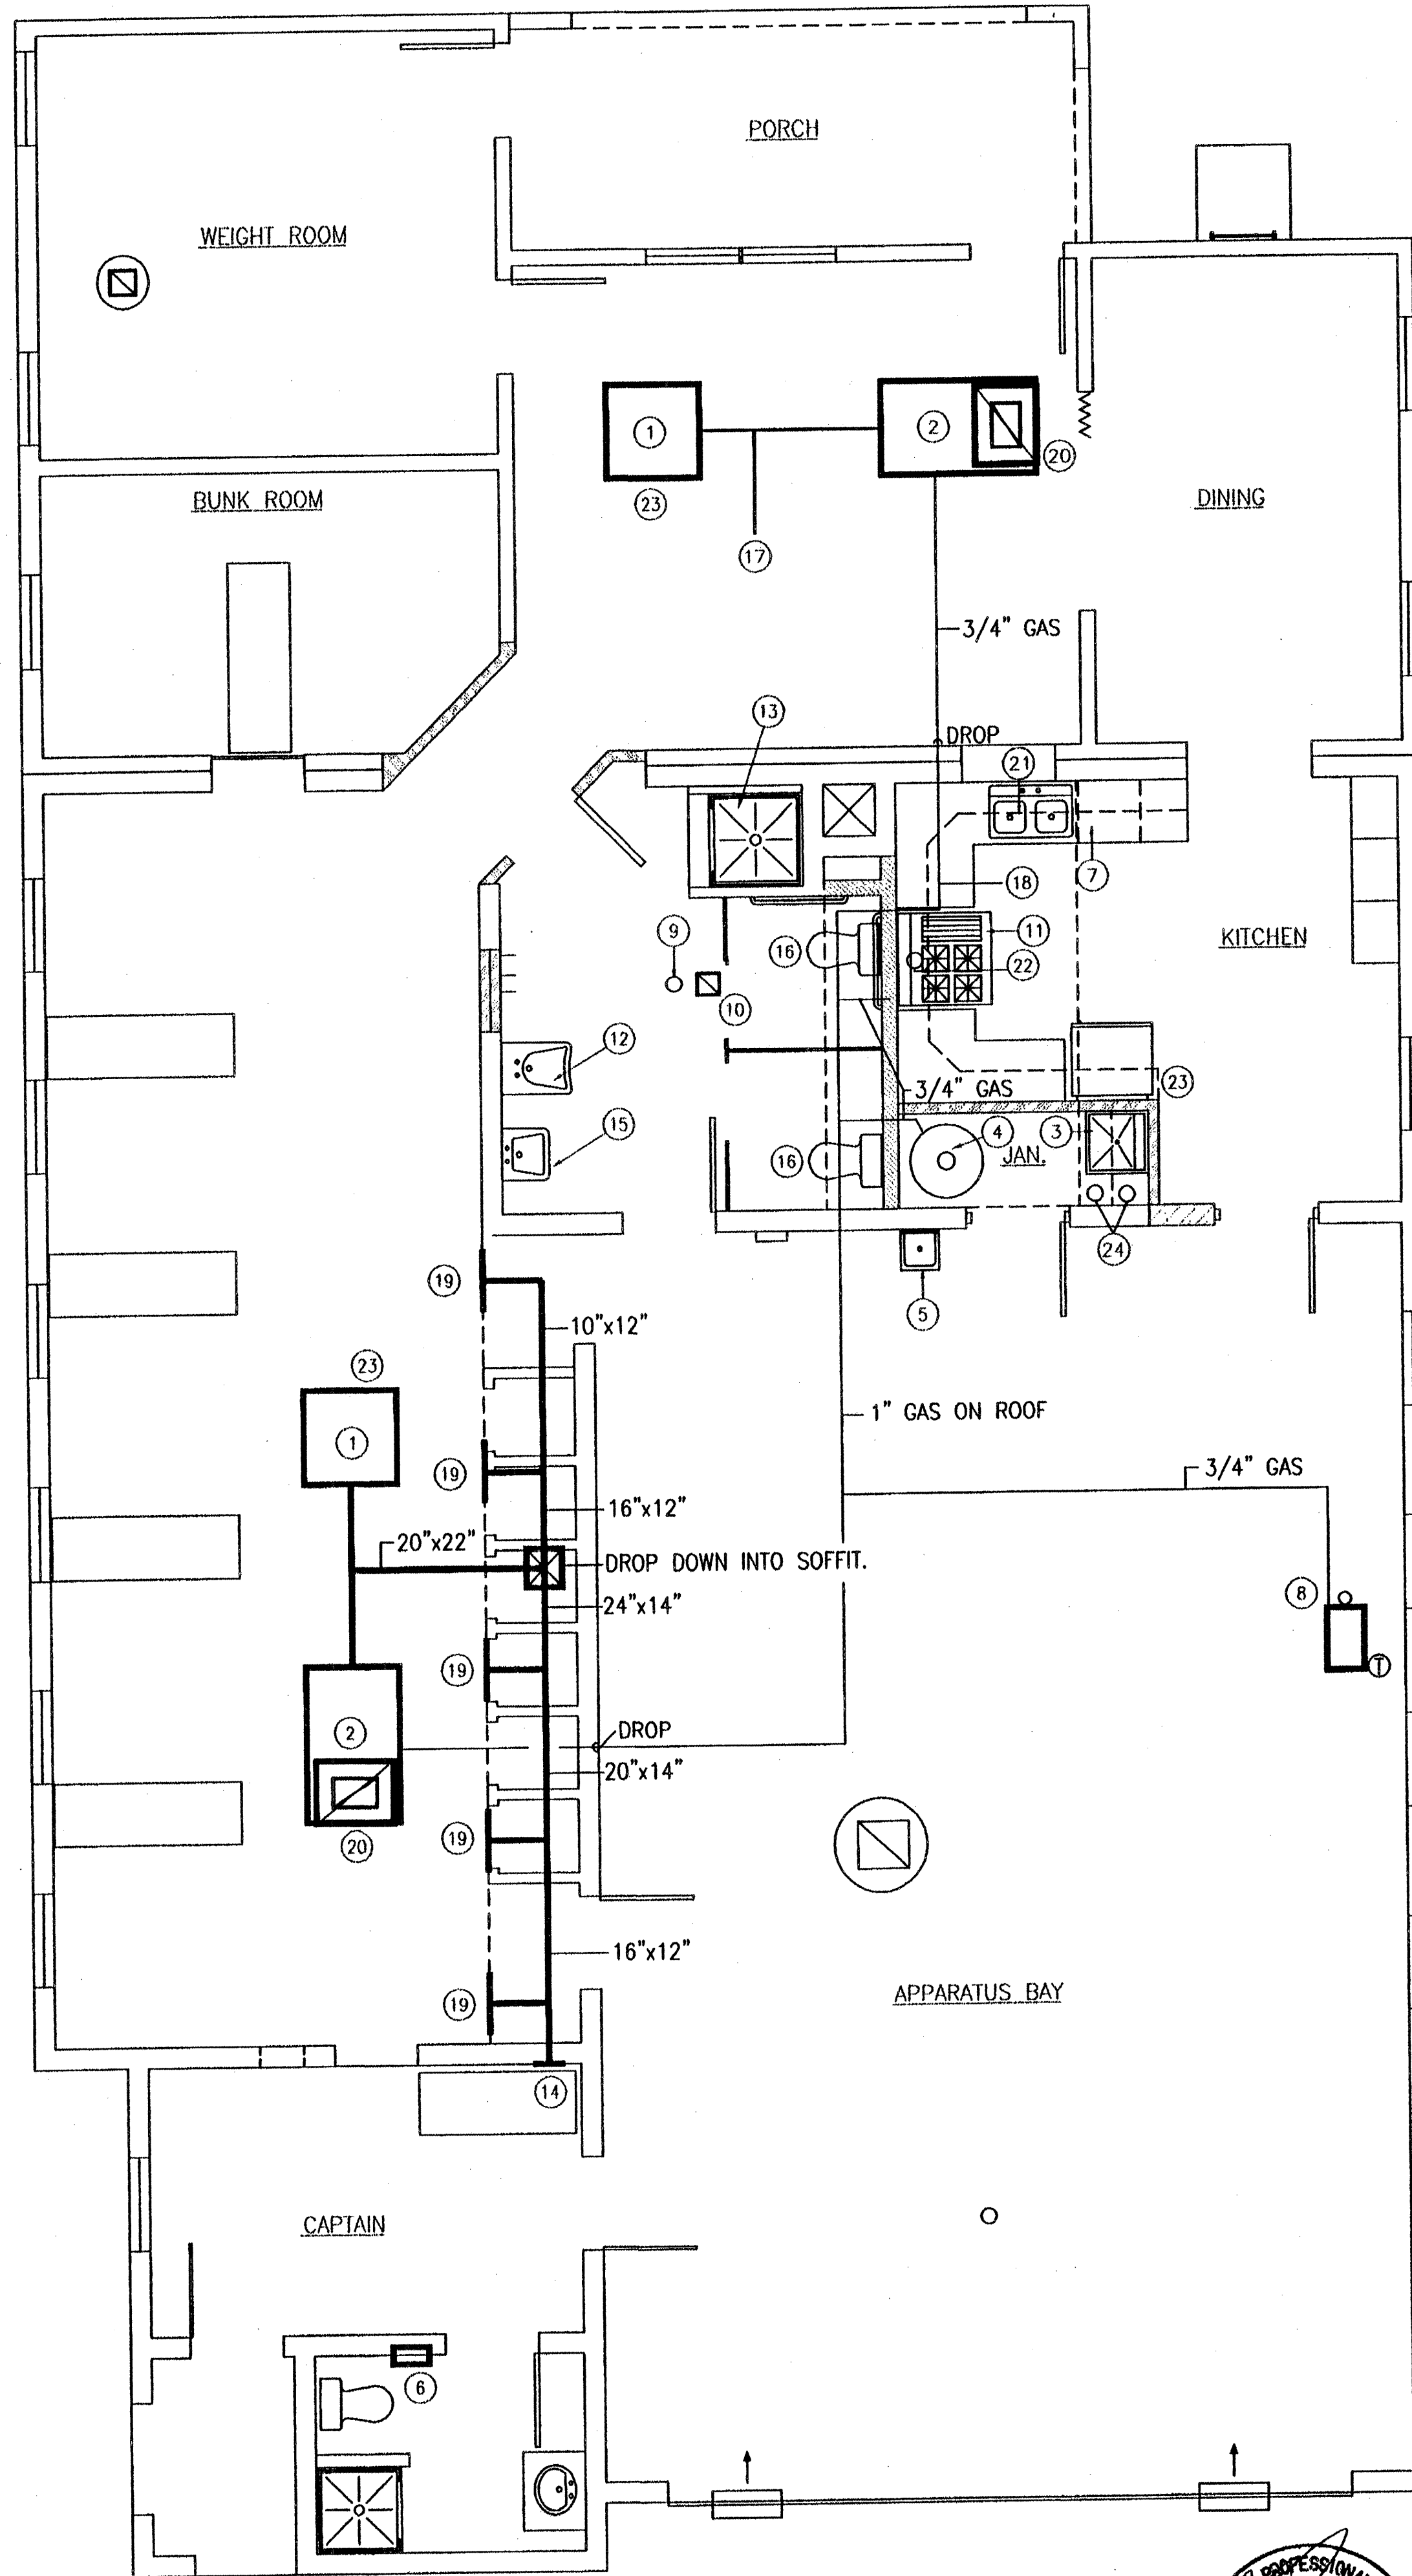 PORCH
WEIGHT ROOM
1
2
20
23
BUNK ROOM
DINING
17
3/4" GAS
13
DROP
21
7
18
9
16
11
KITCHEN
22
10
12
23
3/4" GAS
15
16
4
3
JAN.
24
19
5
10"x12"
23
1" GAS ON ROOF
1
19
3/4" GAS
16"x12"
20"x22"
DROP DOWN INTO SOFFIT.
8
24"x14"
19
T
2
DROP
20"x14"
19
20
16"x12"
APPARATUS BAY
19
14
CAPTAIN
6
PROFESSIONAL